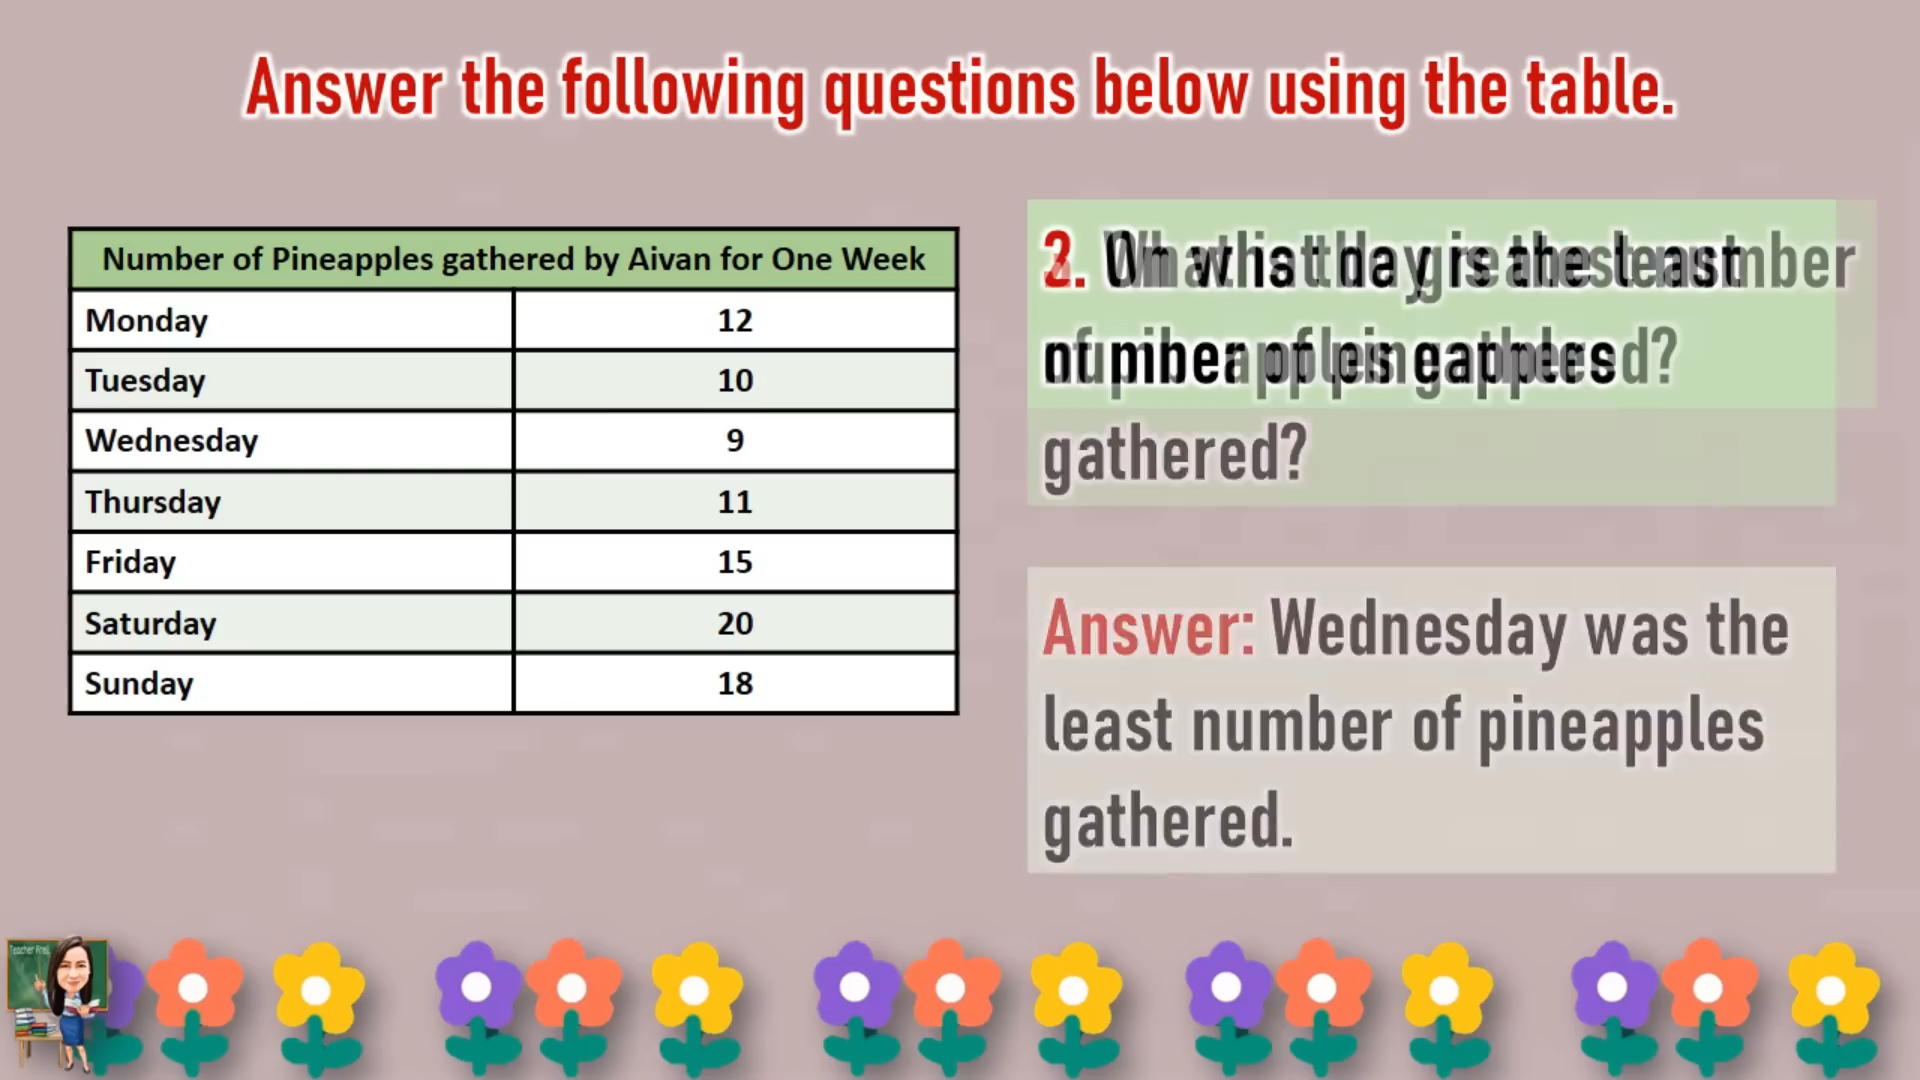 Answer the following questions below using the table.
Number of Pineapples gathered by Aivan for One Week
Monday 12
Tuesday 10
Wednesday 9
Thursday 11
Friday 15
Saturday 20
Sunday 18
gathered?
Answer: Wednesday was the
least number of pineapples
gathered.